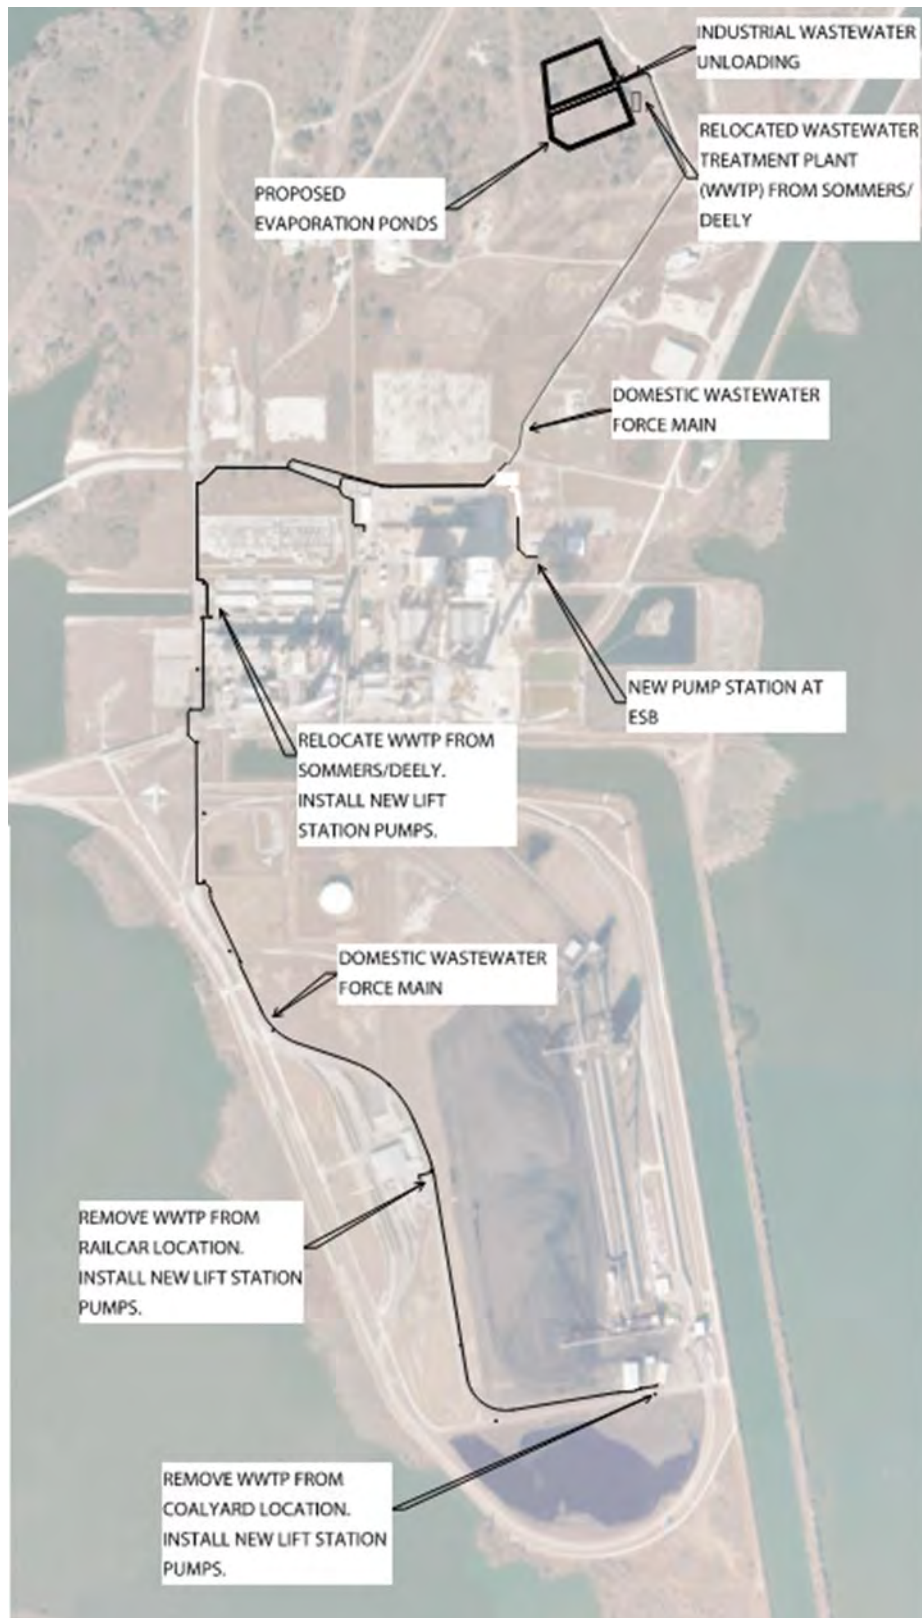 INDUSTRIAL WASTEWATER
UNLOADING
RELOCATED WASTEWATER
TREATMENT PLANT
(WWTP) FROM SOMMERS/
DEELY
PROPOSED
EVAPORATION PONDS
DOMESTIC WASTEWATER
FORCE MAIN
NEW PUMP STATION AT
ESB
RELOCATE WWTP FROM
SOMMERS/DEELY.
INSTALL NEW LIFT
STATION PUMPS.
DOMESTIC WASTEWATER
FORCE MAIN
REMOVE WWTP FROM
RAILCAR LOCATION.
INSTALL NEW LIFT STATION
PUMPS.
REMOVE WWTP FROM
COALYARD LOCATION.
INSTALL NEW LIFT STATION
PUMPS.